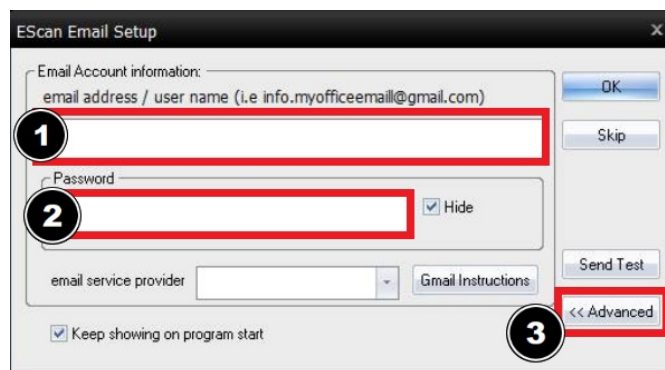 EScan Email Setup
x
Email Account information:
email address / user name (i.e info.myofficeemaill@gmail.com)
OK
1
Skip
Password
2
Hide
email service provider
Gmail Instructions
Send Test
<< Advanced
3
Keep showing on program start